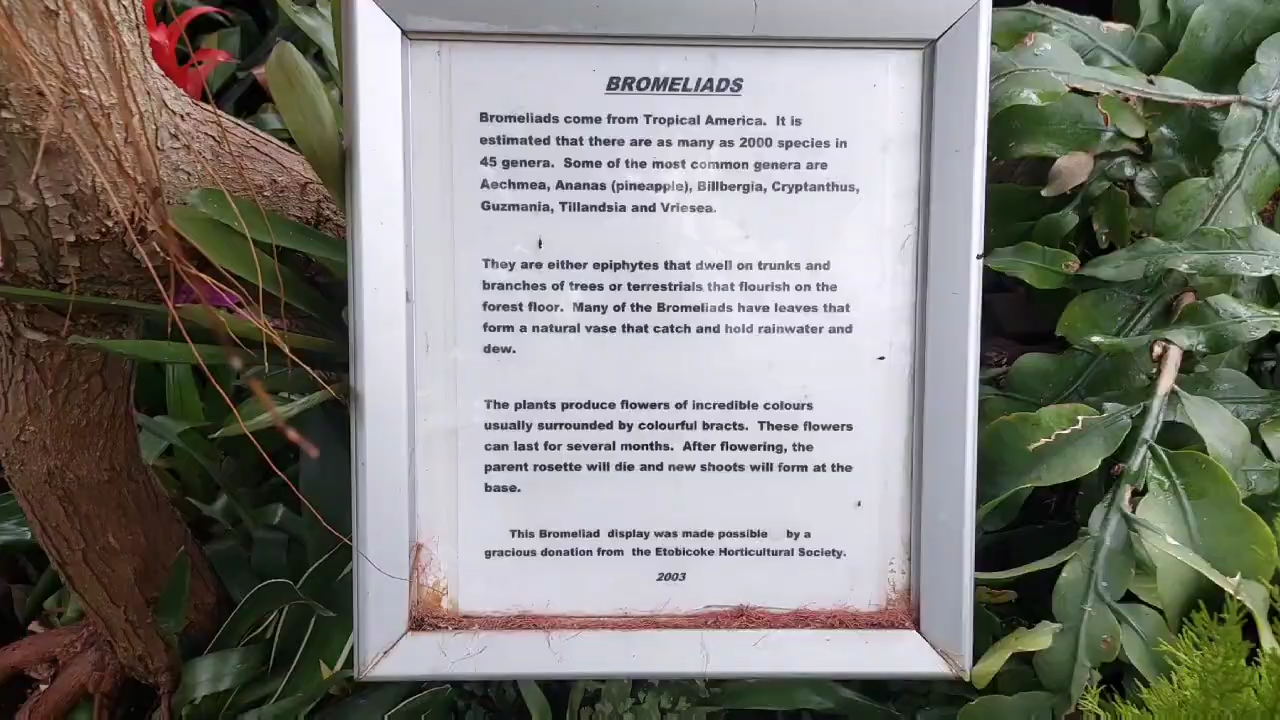 BROMELIADS
Bromeliads come from Tropical America. It is
estimated that there are as many as 2000 species in
45 genera. Some of the most common genera are
Aechmea, Ananas (pineapple), Billbergia, Cryptanthus,
Guzmania, Tillandsia and Vriesea.
They are either epiphytes that dwell on trunks and
branches of trees or terrestrials that flourish on the
forest floor. Many of the Bromeliads have leaves that
form a natural vase that catch and hold rainwater and
dew.
The plants produce flowers of incredible colours
usually surrounded by colourful bracts. These flowers
can last for several months. After flowering, the
parent rosette will die and new shoots will form at the
base.
This Bromeliad display was made possible by a
gracious donation from the Etobicoke Horticultural Society.
2003